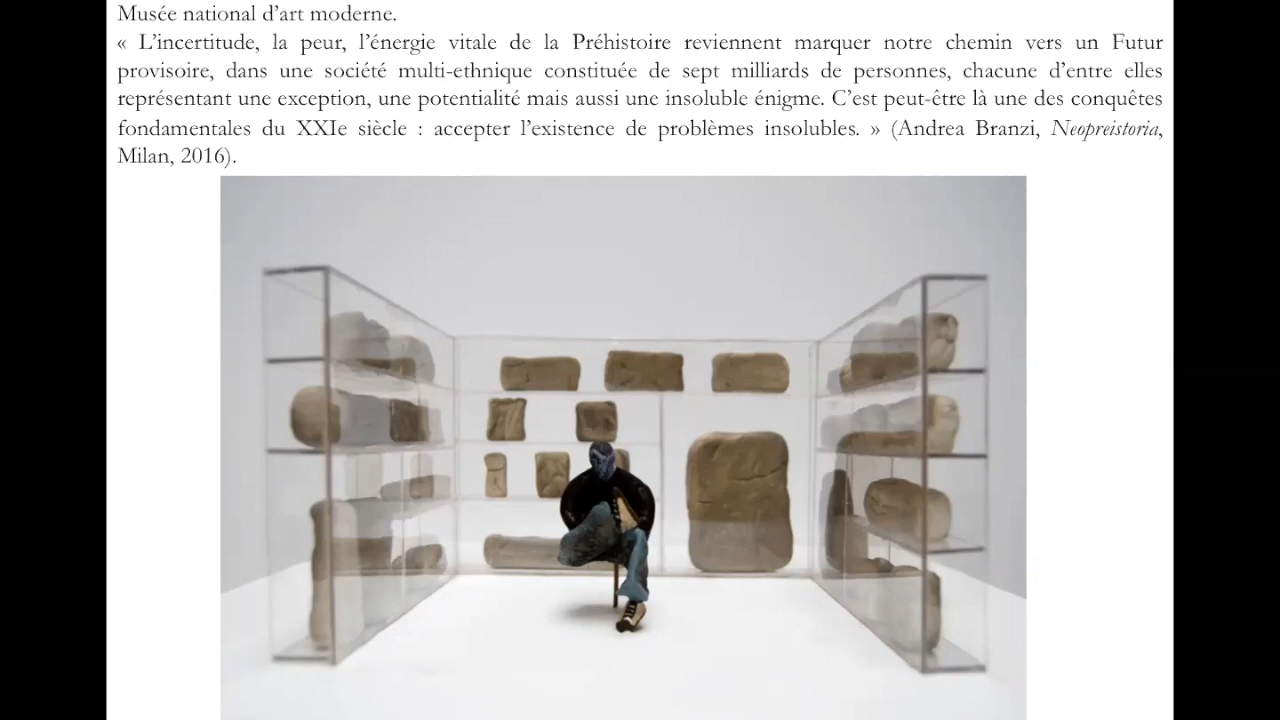 Musée national d’art moderne.
« L’incertitude, la peur, l’énergie vitale de la Préhistoire reviennent marquer notre chemin vers un Futur
provisoire, dans une société multi-ethnique constituée de sept milliards de personnes, chacune d’entre elles
représentant une exception, une potentialité mais aussi une insoluble énigme. C’est peut-être là une des conquêtes
fondamentales du XXIe siècle : accepter l’existence de problèmes insolubles. » (Andrea Branzi, Neopreistoria,
Milan, 2016).